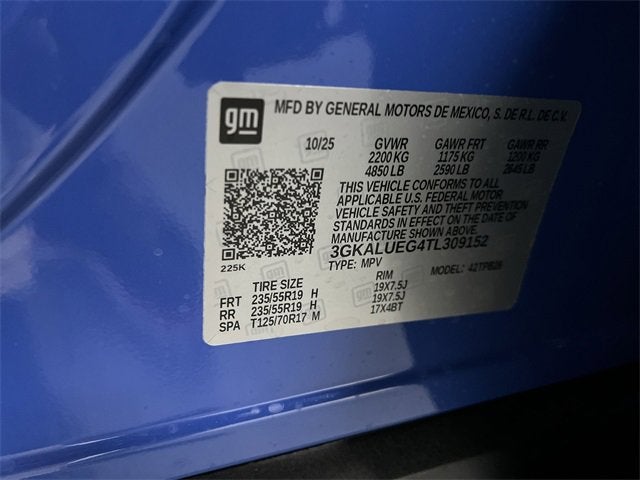 gm MFD BY GENERAL MOTORS DE MEXICO, S. DE R.L. DE C.V.
10/25 GVWR GAWR FRT GAWR RR
2200 KG 1175 KG 1200 KG
4850 LB 2590 LB 2645 LB
THIS VEHICLE CONFORMS TO ALL
APPLICABLE U.S. FEDERAL MOTOR
VEHICLE SAFETY AND THEFT PREVENTION
STANDARDS IN EFFECT ON THE DATE OF
MANUFACTURE SHOWN ABOVE.
3GKALUEG4TL309152
225K TYPE: MPV MODEL: 42TPB26
TIRE SIZE RIM
FRT 235/55R19 H 19X7.5J
RR 235/55R19 H 19X7.5J
SPA T125/70R17 M 17X4BT